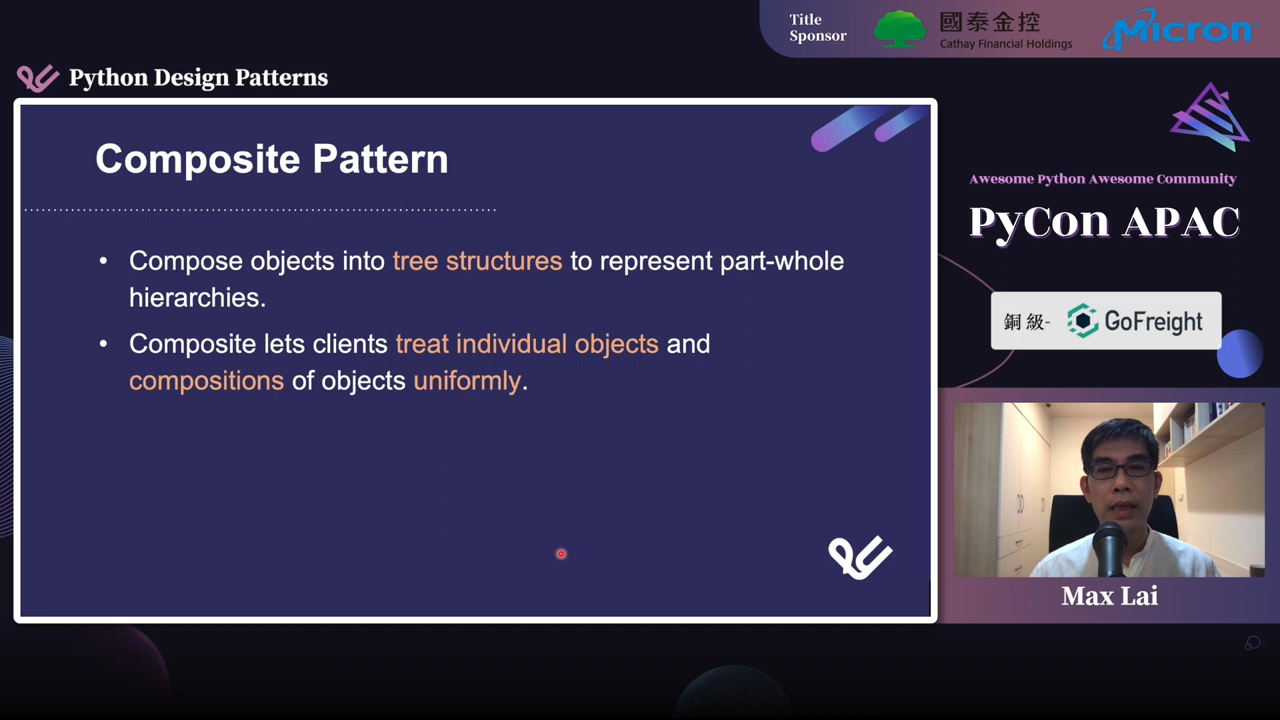 Title
Sponsor
國泰金控
Cathay Financial Holdings
Micron
Python Design Patterns
Composite Pattern
• Compose objects into tree structures to represent part-whole
hierarchies.
• Composite lets clients treat individual objects and
compositions of objects uniformly.
Awesome Python Awesome Community
PyCon APAC
銅級-
GoFreight
Max Lai